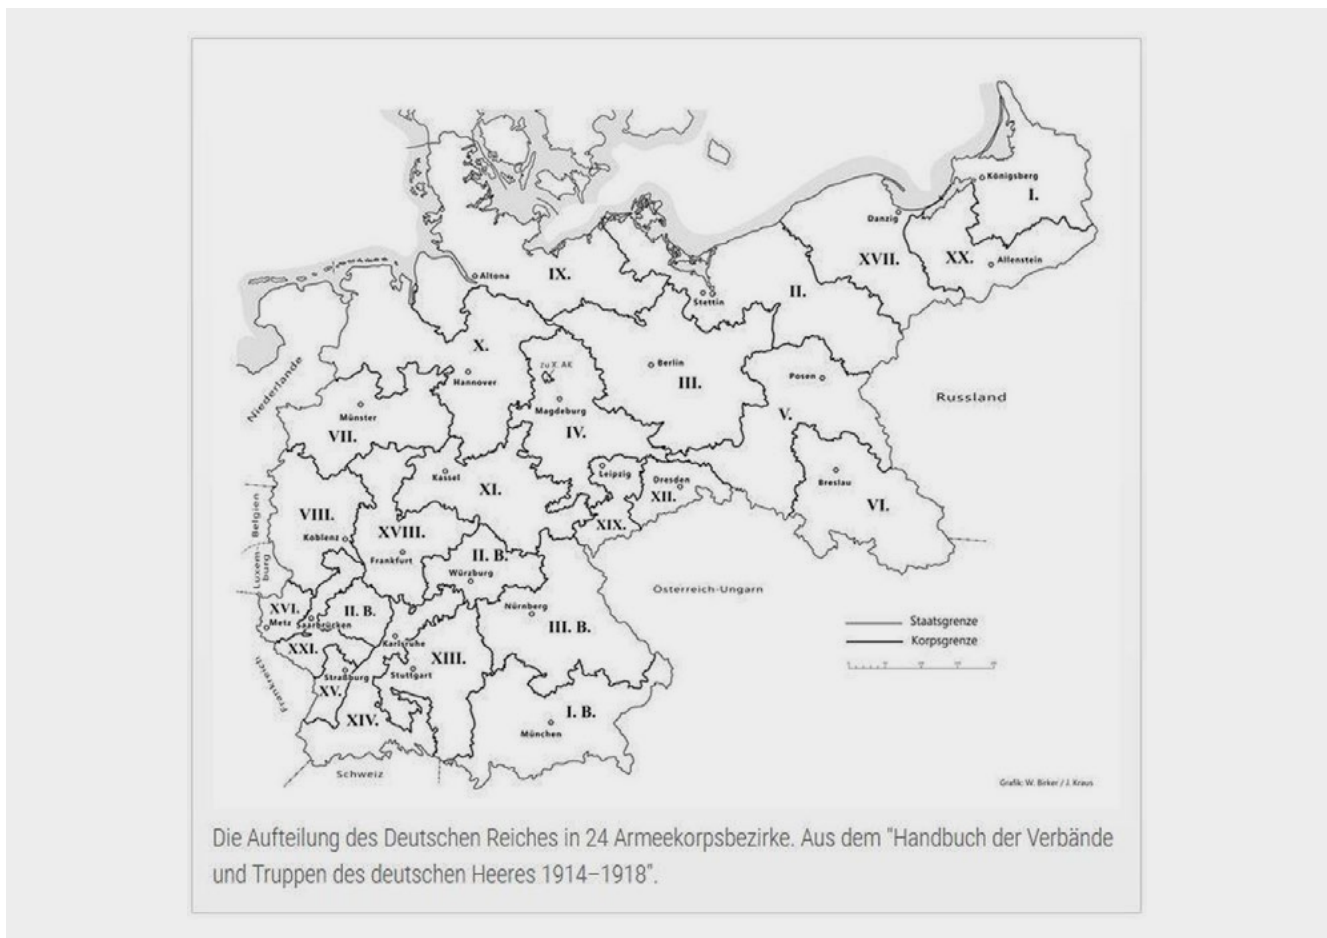 Königsberg
I.
Danzig
XVII.
XX.
Allenstein
Altona
IX.
Stettin
II.
X.
zu X. AK
Berlin
Hannover
III.
Posen
Niederlande
Russland
Münster
Magdeburg
V.
VII.
IV.
Kassel
Leipzig
Dresden
Breslau
XI.
XII.
VI.
Belgien
VIII.
XVIII.
XIX.
Koblenz
Frankfurt
II. B.
Luxem-
burg
Würzburg
Österreich-Ungarn
XVI.
II. B.
Nürnberg
Metz
Saarbrücken
III. B.
Staatsgrenze
Karlsruhe
Korpsgrenze
XXI.
XIII.
Frankreich
Straßburg
Stuttgart
XV.
XIV.
I. B.
München
Schweiz
Grafik: W. Birker / J. Kraus
Die Aufteilung des Deutschen Reiches in 24 Armeekorpsbezirke. Aus dem "Handbuch der Verbände
und Truppen des deutschen Heeres 1914–1918".